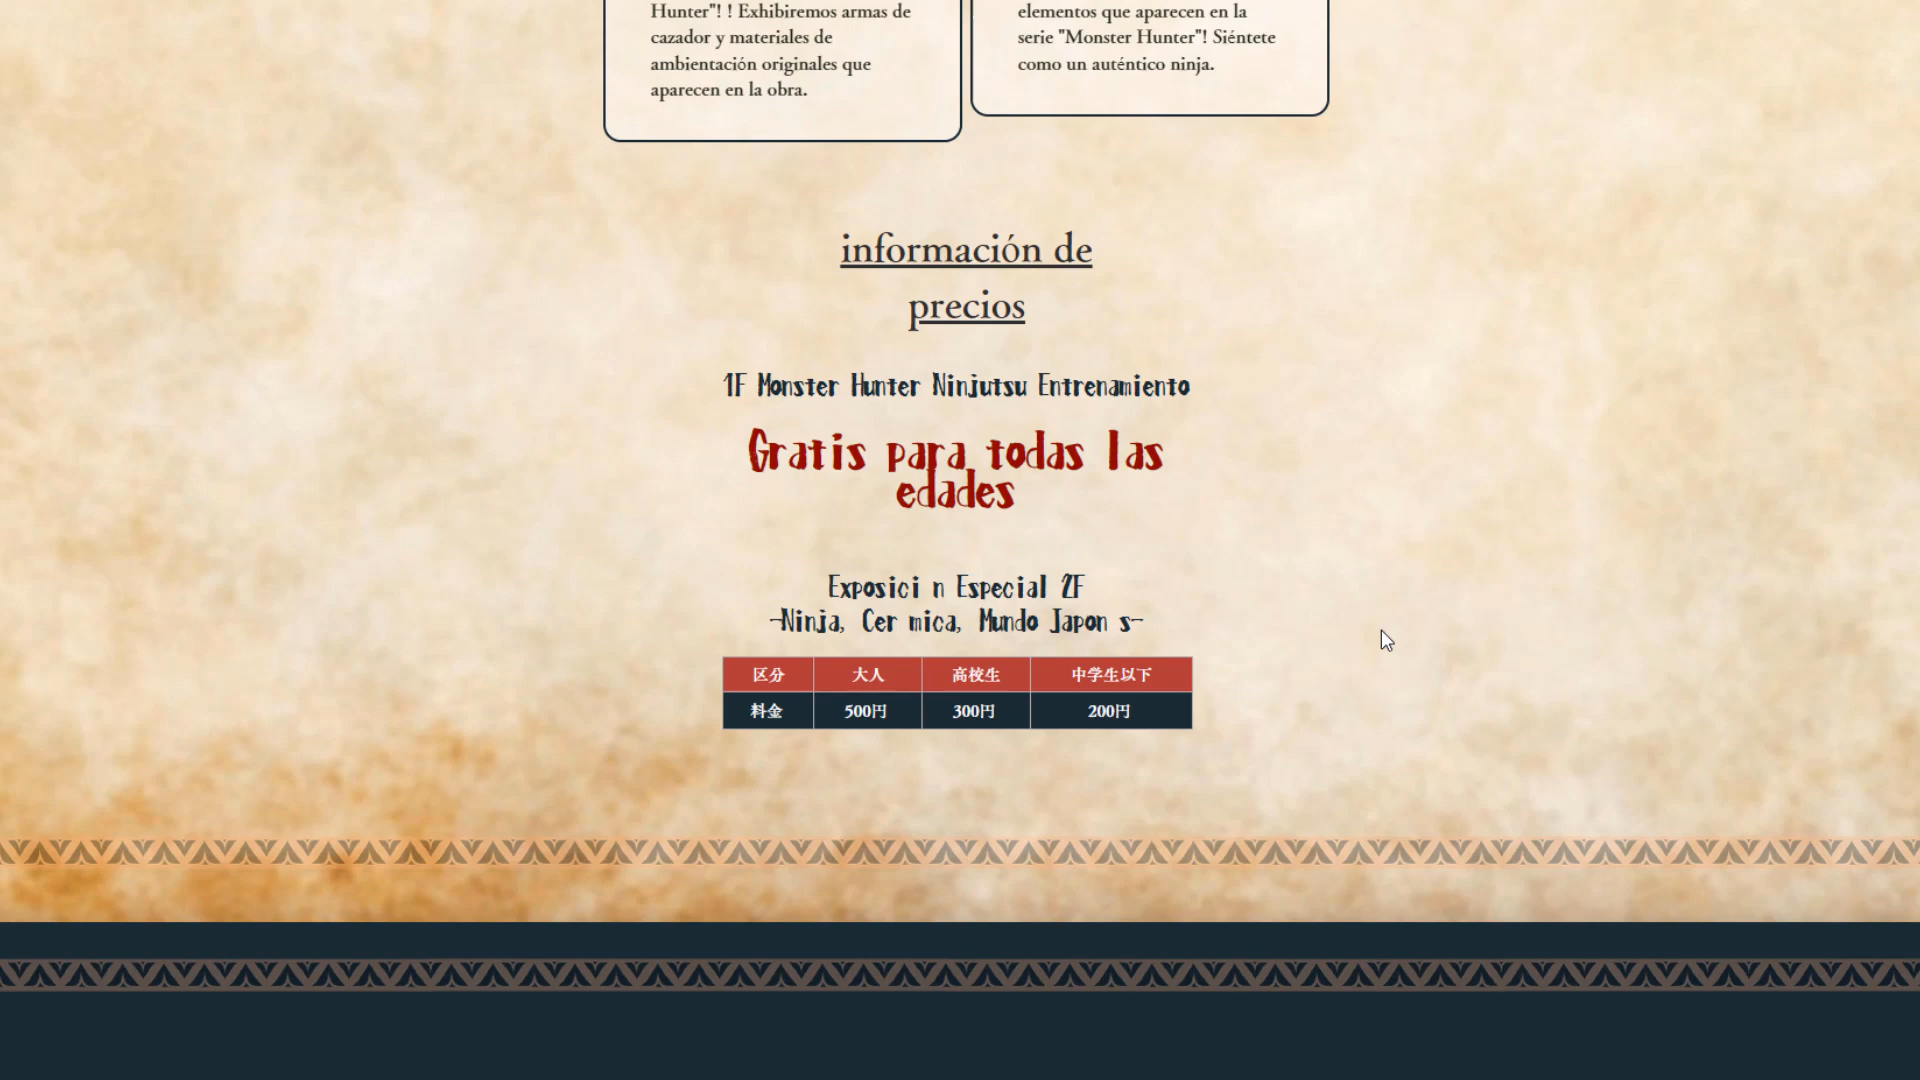 Hunter"! ! Exhibiremos armas de
cazador y materiales de
ambientación originales que
aparecen en la obra.
elementos que aparecen en la
serie "Monster Hunter"! Siéntete
como un auténtico ninja.
información de
precios
1F Monster Hunter Ninjutsu Entrenamiento
Gratis para todas las
edades
Exposici n Especial 2F
-Ninja, Cer mica, Mundo Japon s-
区分 大人 高校生 中学生以下
料金 500円 300円 200円